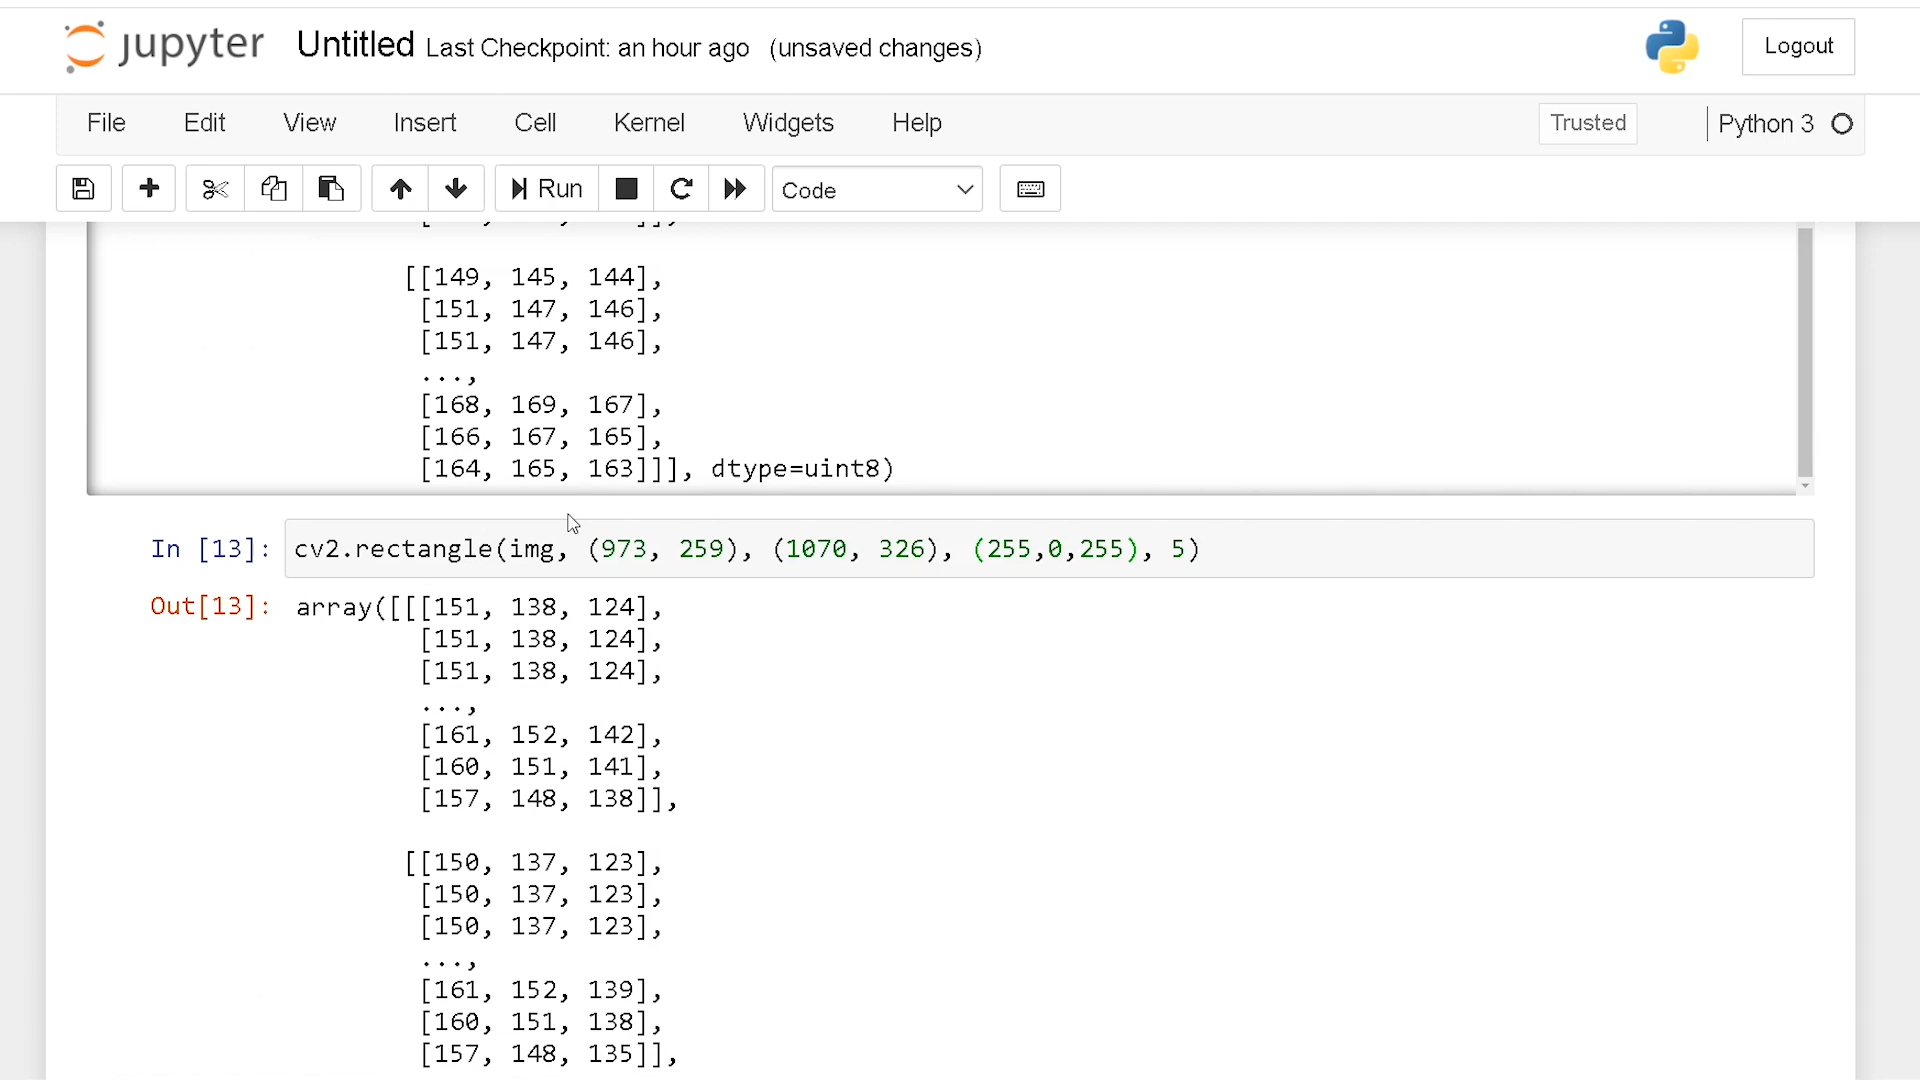 jupyter Untitled Last Checkpoint: an hour ago (unsaved changes) Logout
File Edit View Insert Cell Kernel Widgets Help Trusted Python 3
Run Code
[[149, 145, 144],
[151, 147, 146],
[151, 147, 146],
...,
[168, 169, 167],
[166, 167, 165],
[164, 165, 163]]], dtype=uint8)
In [13]: cv2.rectangle(img, (973, 259), (1070, 326), (255,0,255), 5)
Out[13]: array([[[151, 138, 124],
[151, 138, 124],
[151, 138, 124],
...,
[161, 152, 142],
[160, 151, 141],
[157, 148, 138]],
[[150, 137, 123],
[150, 137, 123],
[150, 137, 123],
...,
[161, 152, 139],
[160, 151, 138],
[157, 148, 135]],